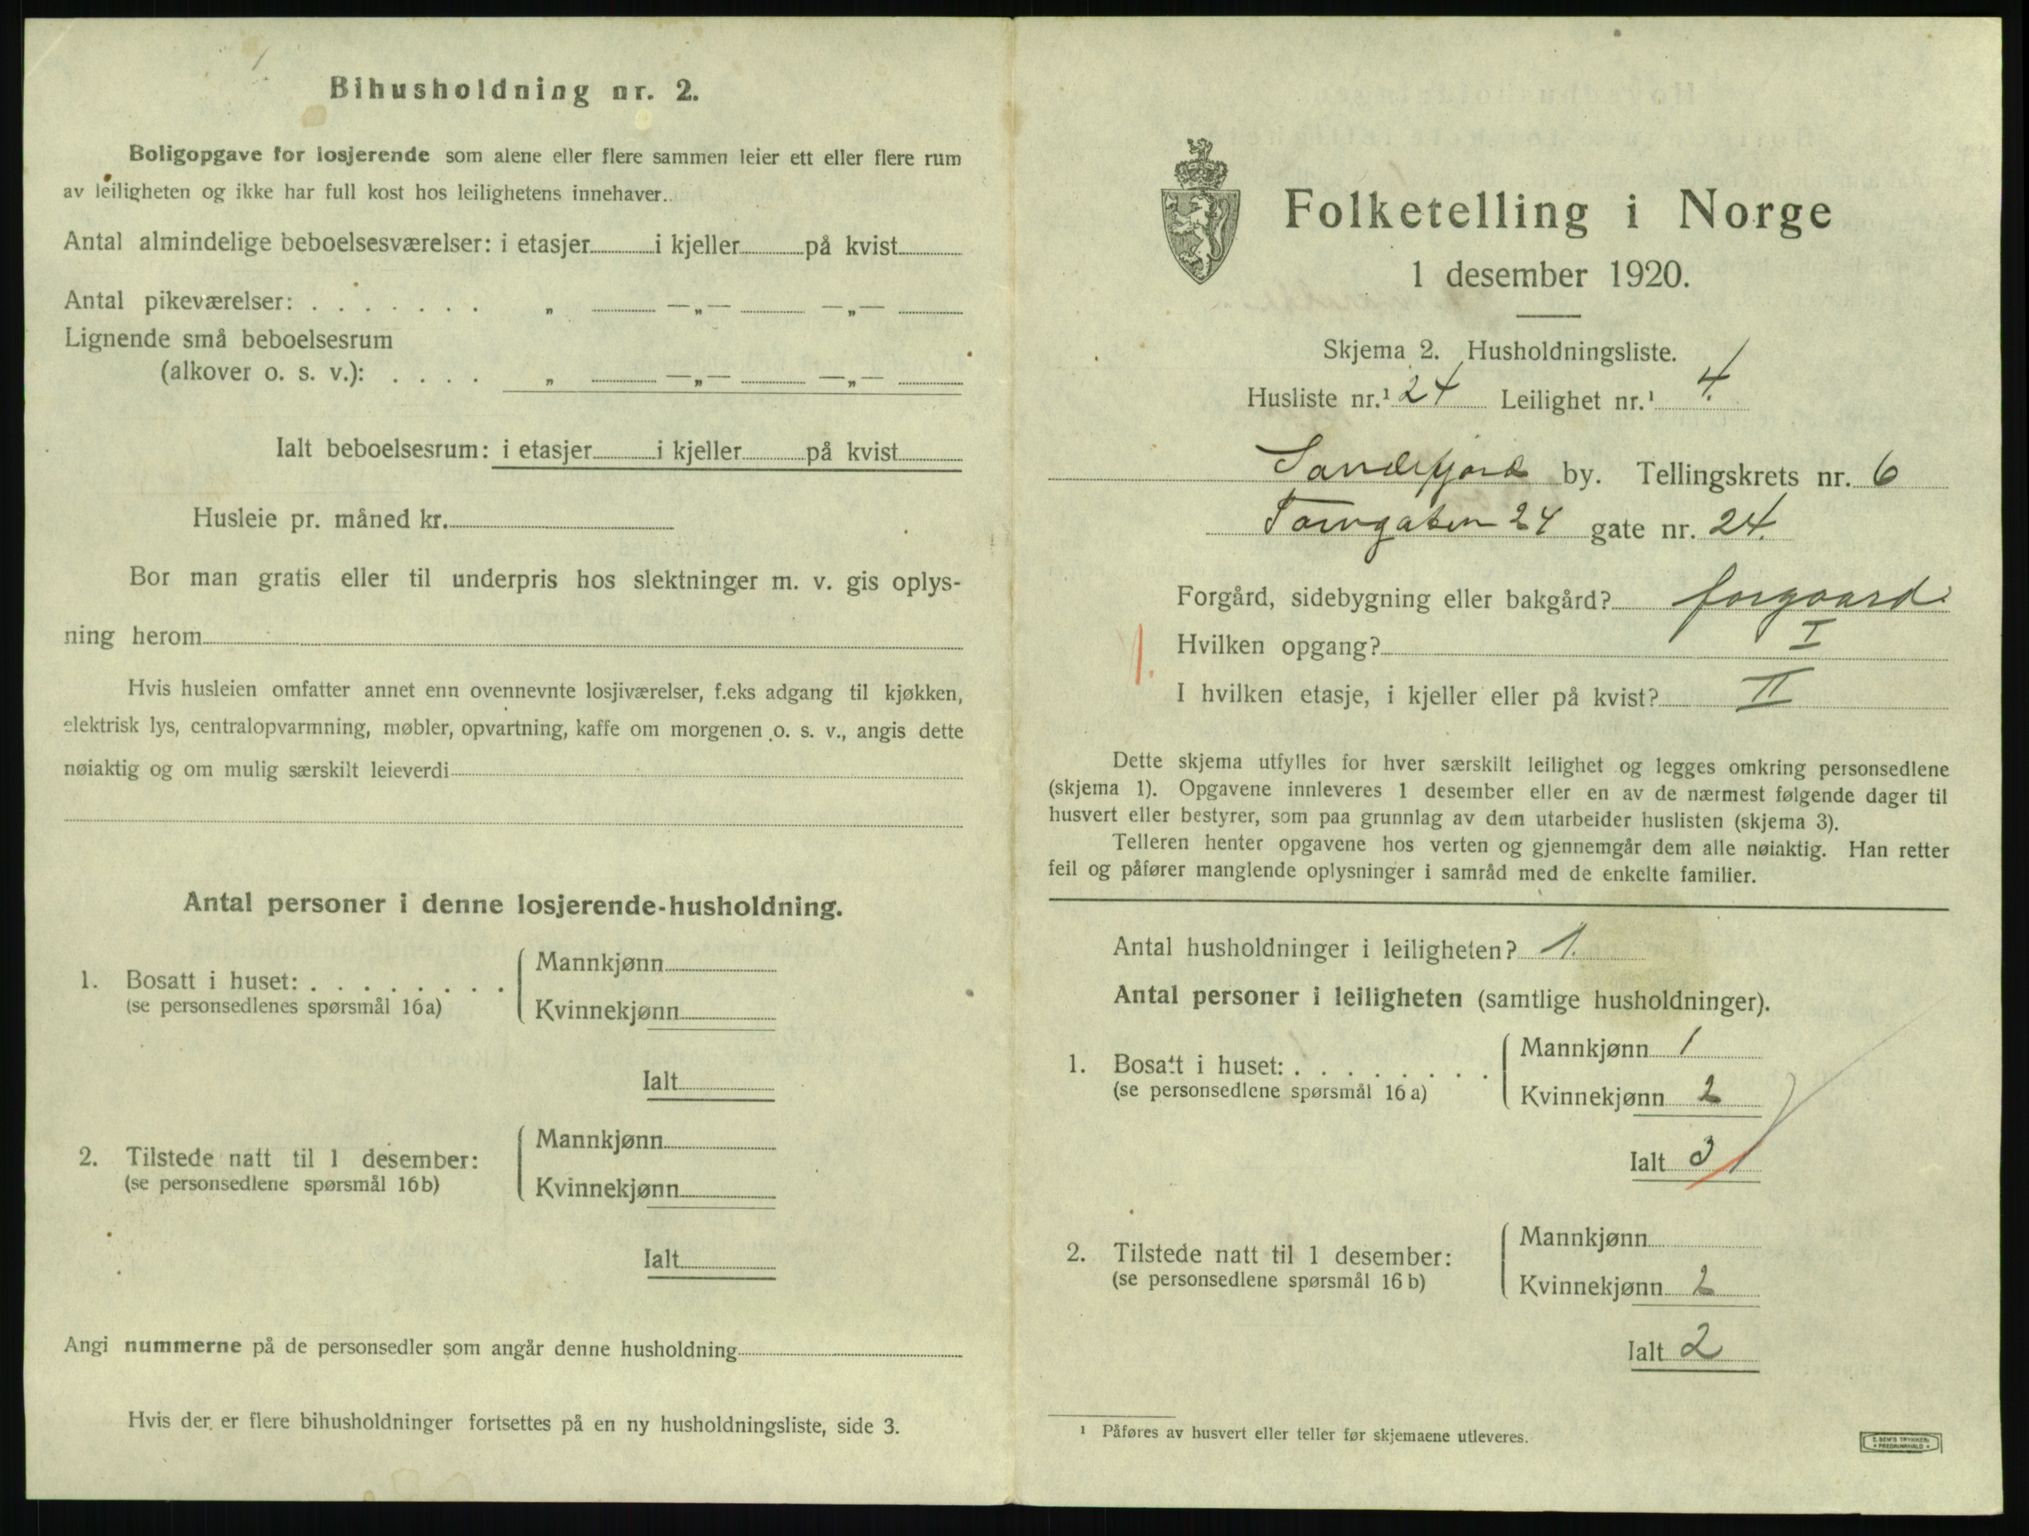 Bihusholdning nr. 2.
Boligopgave for losjerende som alene eller flere sammen leier ett eller flere rum
av leiligheten og ikke har full kost hos leilighetens innehaver.
Antal almindelige beboelsesværelser: i etasjer i kjeller på kvist
Antal pikeværelser: . . . . . . . „ —„— —„—
Lignende små beboelsesrum
(alkover o. s. v.): . . . . „ —„— —„—
Ialt beboelsesrum: i etasjer i kjeller på kvist
Husleie pr. måned kr.
Bor man gratis eller til underpris hos slektninger m. v. gis oplys-
ning herom
Hvis husleien omfatter annet enn ovennevnte losjiværelser, f.eks adgang til kjøkken,
elektrisk lys, centralopvarmning, møbler, opvartning, kaffe om morgenen o. s. v., angis dette
nøiaktig og om mulig særskilt leieverdi
Antal personer i denne losjerende-husholdning.
1. Bosatt i huset: . . . . . . . .
(se personsedlenes spørsmål 16a)
Mannkjønn
Kvinnekjønn
Ialt
2. Tilstede natt til 1 desember:
(se personsedlene spørsmål 16b)
Mannkjønn
Kvinnekjønn
Ialt
Angi nummerne på de personsedler som angår denne husholdning
Hvis der er flere bihusholdninger fortsettes på en ny husholdningsliste, side 3.
Folketelling i Norge
1 desember 1920.
Skjema 2. Husholdningsliste.
Husliste nr.¹ 24 Leilighet nr.¹ 4.
Sandefjord by. Tellingskrets nr. 6
24 gate nr. 24.
Forgård, sidebygning eller bakgård? forgaard
Hvilken opgang? I
1.
I hvilken etasje, i kjeller eller på kvist? II
Dette skjema utfylles for hver særskilt leilighet og legges omkring personsedlene
(skjema 1). Opgavene innleveres 1 desember eller en av de nærmest følgende dager til
husvert eller bestyrer, som paa grunnlag av dem utarbeider huslisten (skjema 3).
Telleren henter opgavene hos verten og gjennemgår dem alle nøiaktig. Han retter
feil og påfører manglende oplysninger i samråd med de enkelte familier.
Antal husholdninger i leiligheten? 1.
Antal personer i leiligheten (samtlige husholdninger).
1. Bosatt i huset: . . . . . . . .
(se personsedlene spørsmål 16a)
Mannkjønn 1
Kvinnekjønn 2
Ialt 3
2. Tilstede natt til 1 desember:
(se personsedlene spørsmål 16b)
Mannkjønn
Kvinnekjønn 2
Ialt 2
¹ Påføres av husvert eller teller før skjemaene utleveres.